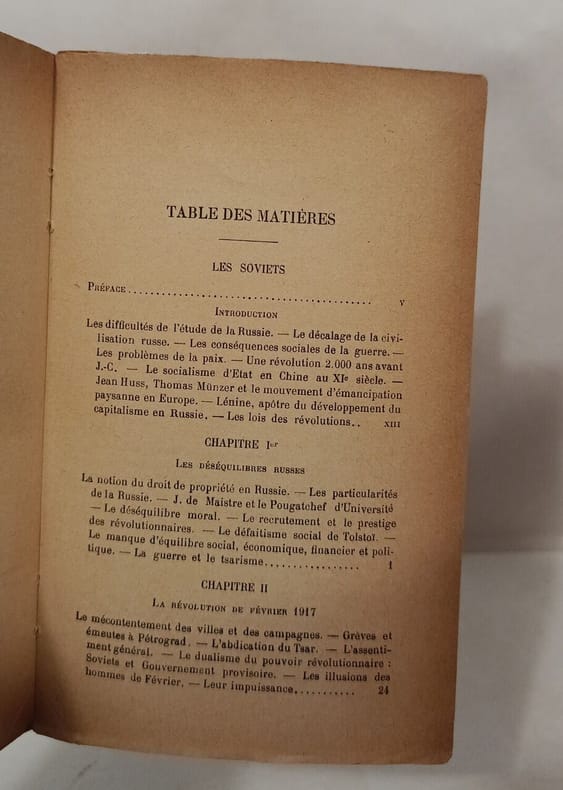 TABLE DES MATIÈRES
LES SOVIETS
PRÉFACE........................................ V
INTRODUCTION
Les difficultés de l'étude de la Russie. — Le décalage de la civi-
lisation russe. — Les conséquences sociales de la guerre. —
Les problèmes de la paix. — Une révolution 2.000 ans avant
J.-C. — Le socialisme d'Etat en Chine au XIe siècle. —
Jean Huss, Thomas Münzer et le mouvement d'émancipation
paysanne en Europe. — Lénine, apôtre du développement du
capitalisme en Russie. — Les lois des révolutions.. XIII
CHAPITRE Ier
LES DÉSÉQUILIBRES RUSSES
La notion du droit de propriété en Russie. — Les particularités
de la Russie. — J. de Maistre et le Pougatchef d'Université
— Le déséquilibre moral. — Le recrutement et le prestige
des révolutionnaires. — Le défaitisme social de Tolstoï. —
Le manque d'équilibre social, économique, financier et poli-
tique. — La guerre et le tsarisme................ 1
CHAPITRE II
LA RÉVOLUTION DE FÉVRIER 1917
Le mécontentement des villes et des campagnes. — Grèves et
émeutes à Pétrograd. — L'abdication du Tsar. — L'assenti-
ment général. — Le dualisme du pouvoir révolutionnaire :
Soviets et Gouvernement provisoire. — Les illusions des
hommes de Février. — Leur impuissance........... 24